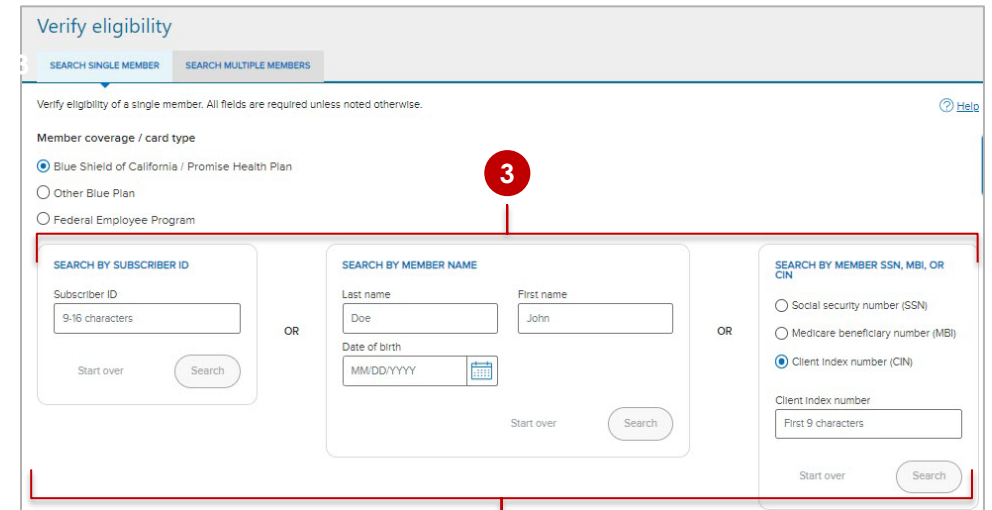 Verify eligibility
3
SEARCH SINGLE MEMBER
SEARCH MULTIPLE MEMBERS
Verify eligibility of a single member. All fields are required unless noted otherwise.
Help
Member coverage / card type
Blue Shield of California / Promise Health Plan
Other Blue Plan
Federal Employee Program
3
SEARCH BY SUBSCRIBER ID
Subscriber ID
9-16 characters
Start over
Search
OR
SEARCH BY MEMBER NAME
Last name
First name
Doe
John
Date of birth
MM/DD/YYYY
Start over
Search
OR
SEARCH BY MEMBER SSN, MBI, OR
CIN
Social security number (SSN)
Medicare beneficiary number (MBI)
Client Index number (CIN)
Client Index number
First 9 characters
Start over
Search